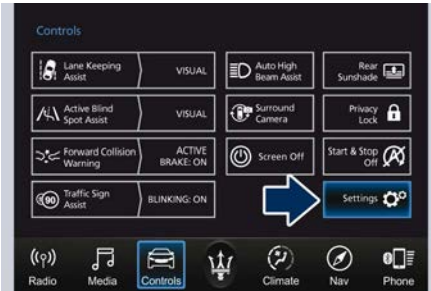 Controls
Lane Keeping
Assist
VISUAL
Auto High
Beam Assist
Rear
Sunshade
Active Blind
Spot Assist
VISUAL
Surround
Camera
Privacy
Lock
Forward Collision
Warning
ACTIVE
BRAKE: ON
Screen Off
Start & Stop
Off
90
Traffic Sign
Assist
BLINKING: ON
Settings
Radio
Media
Controls
Climate
Nav
Phone